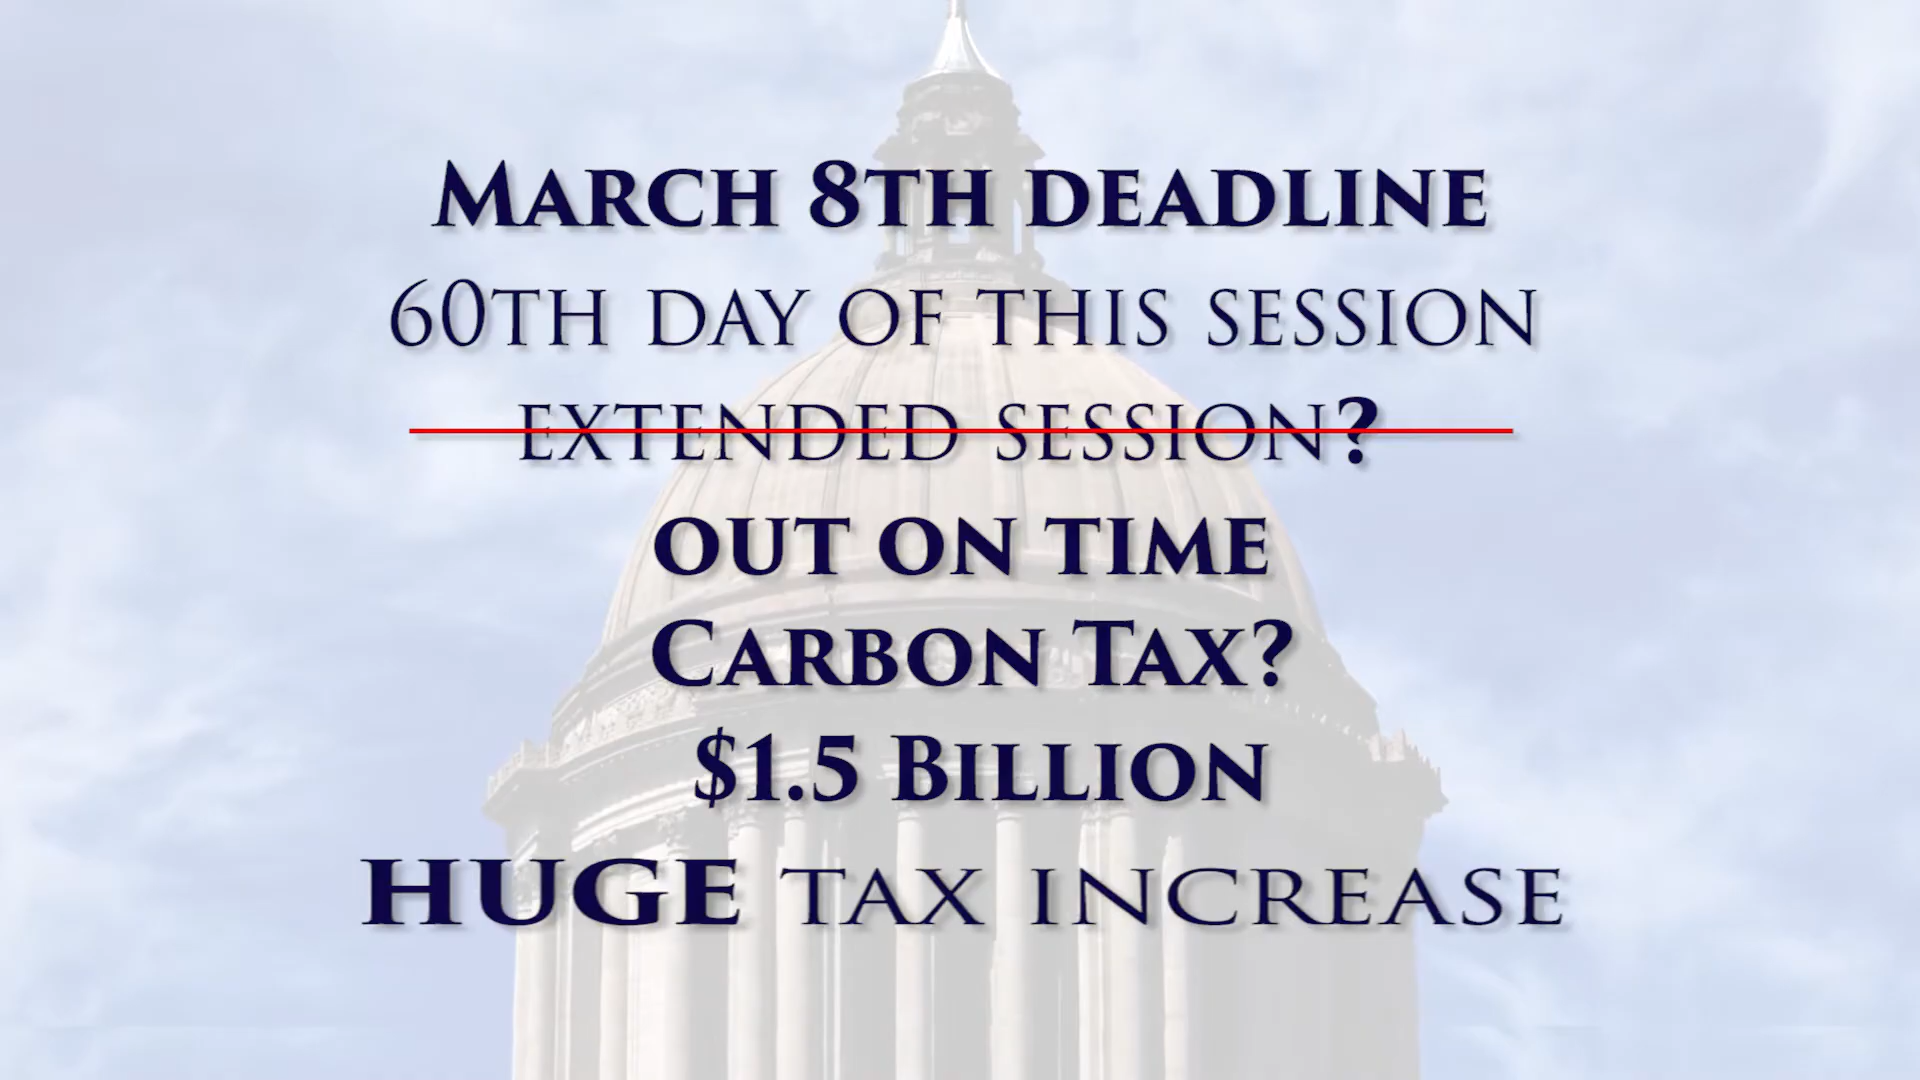 MARCH 8TH DEADLINE
60TH DAY OF THIS SESSION
EXTENDED SESSION?
OUT ON TIME
CARBON TAX?
$1.5 BILLION
HUGE TAX INCREASE